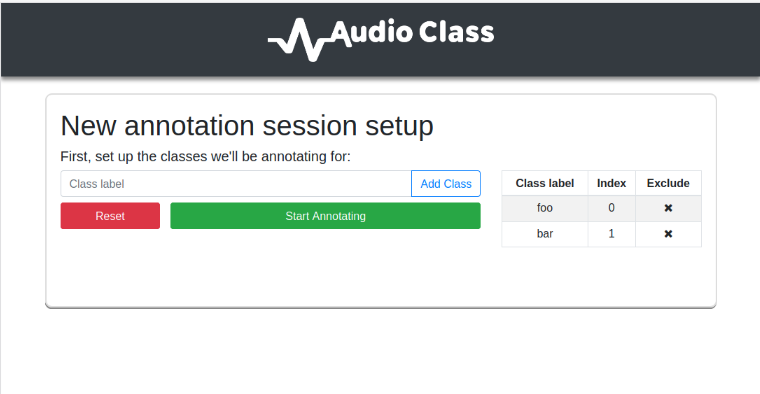 Audio Class
New annotation session setup
First, set up the classes we'll be annotating for:
Class label
Add Class
Reset
Start Annotating
Class label Index Exclude
foo 0 ✖
bar 1 ✖